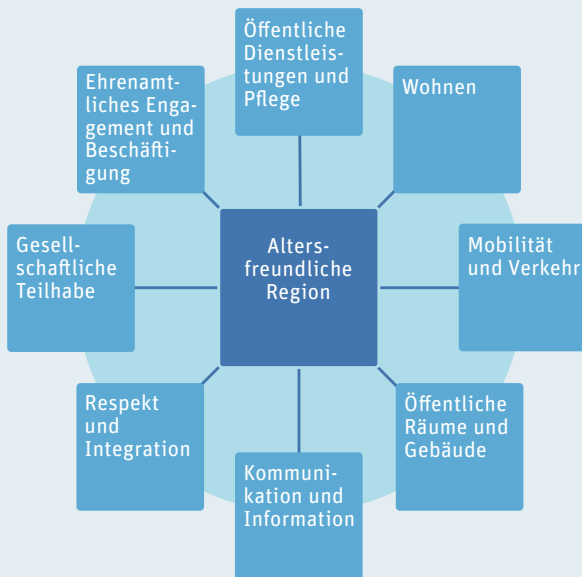 Öffentliche
Dienstleis-
tungen und
Pflege
Ehrenamt-
liches Enga-
gement und
Beschäfti-
gung
Wohnen
Gesell-
schaftliche
Teilhabe
Alters-
freundliche
Region
Mobilität
und Verkehr
Respekt
und
Integration
Öffentliche
Räume und
Gebäude
Kommuni-
kation und
Information